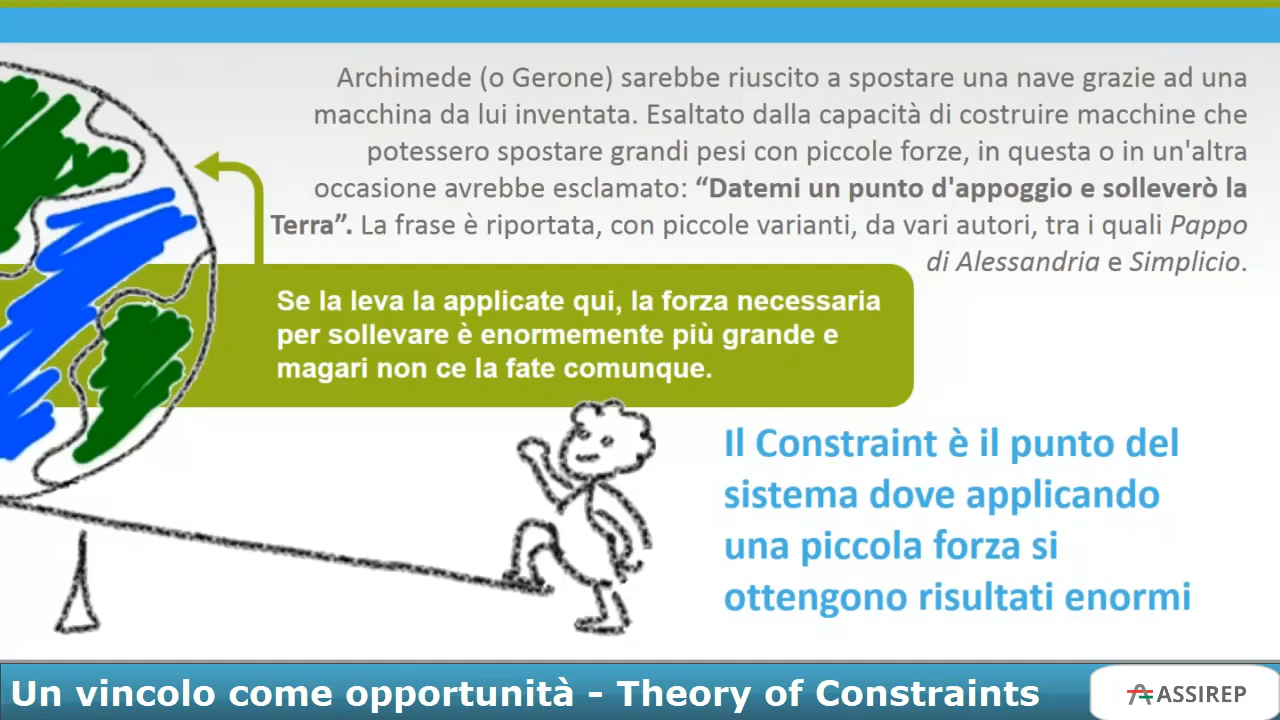 Archimede (o Gerone) sarebbe riuscito a spostare una nave grazie ad una
macchina da lui inventata. Esaltato dalla capacità di costruire macchine che
potessero spostare grandi pesi con piccole forze, in questa o in un'altra
occasione avrebbe esclamato: “Datemi un punto d'appoggio e solleverò la
Terra”. La frase è riportata, con piccole varianti, da vari autori, tra i quali Pappo
di Alessandria e Simplicio.
Se la leva la applicate qui, la forza necessaria
per sollevare è enormemente più grande e
magari non ce la fate comunque.
Il Constraint è il punto del
sistema dove applicando
una piccola forza si
ottengono risultati enormi
Un vincolo come opportunità - Theory of Constraints
ASSIREP